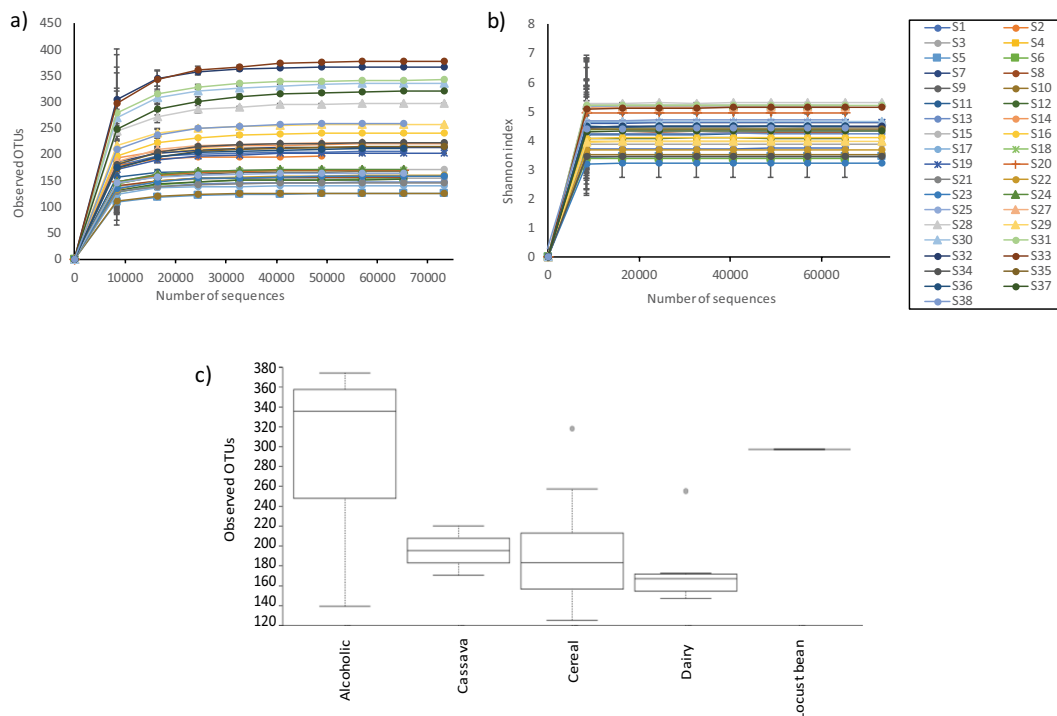 a)
450
400
350
300
250
200
150
100
50
0
Observed OTUs
0 10000 20000 30000 40000 50000 60000 70000
Number of sequences
b)
8
7
6
5
4
3
2
1
0
Shannon index
0 20000 40000 60000
Number of sequences
S1 S2
S3 S4
S5 S6
S7 S8
S9 S10
S11 S12
S13 S14
S15 S16
S17 S18
S19 S20
S21 S22
S23 S24
S25 S27
S28 S29
S30 S31
S32 S33
S34 S35
S36 S37
S38
c)
380
360
340
320
300
280
260
240
220
200
180
160
140
120
Observed OTUs
Alcoholic
Cassava
Cereal
Dairy
Locust bean